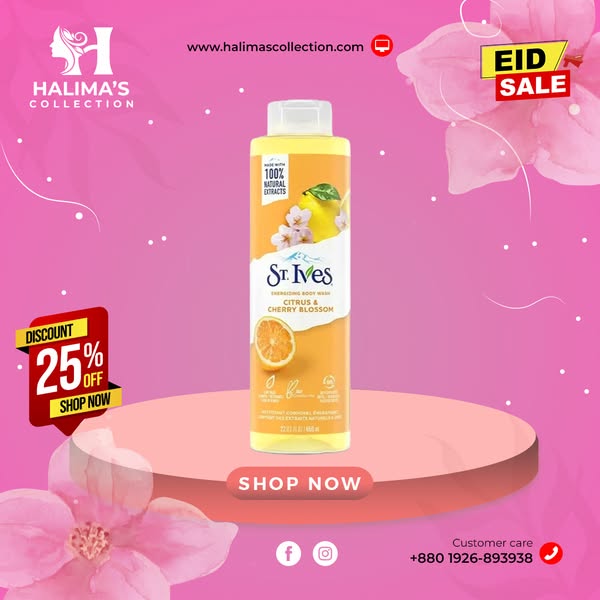 HALIMA'S
COLLECTION
www.halimascollection.com
EID
SALE
MADE WITH
100%
NATURAL
EXTRACTS
ST. IVES
ENERGIZING BODY WASH
CITRUS &
CHERRY BLOSSOM
DISCOUNT
25%
OFF
SHOP NOW
SHOP NOW
Customer care
+880 1926-893938